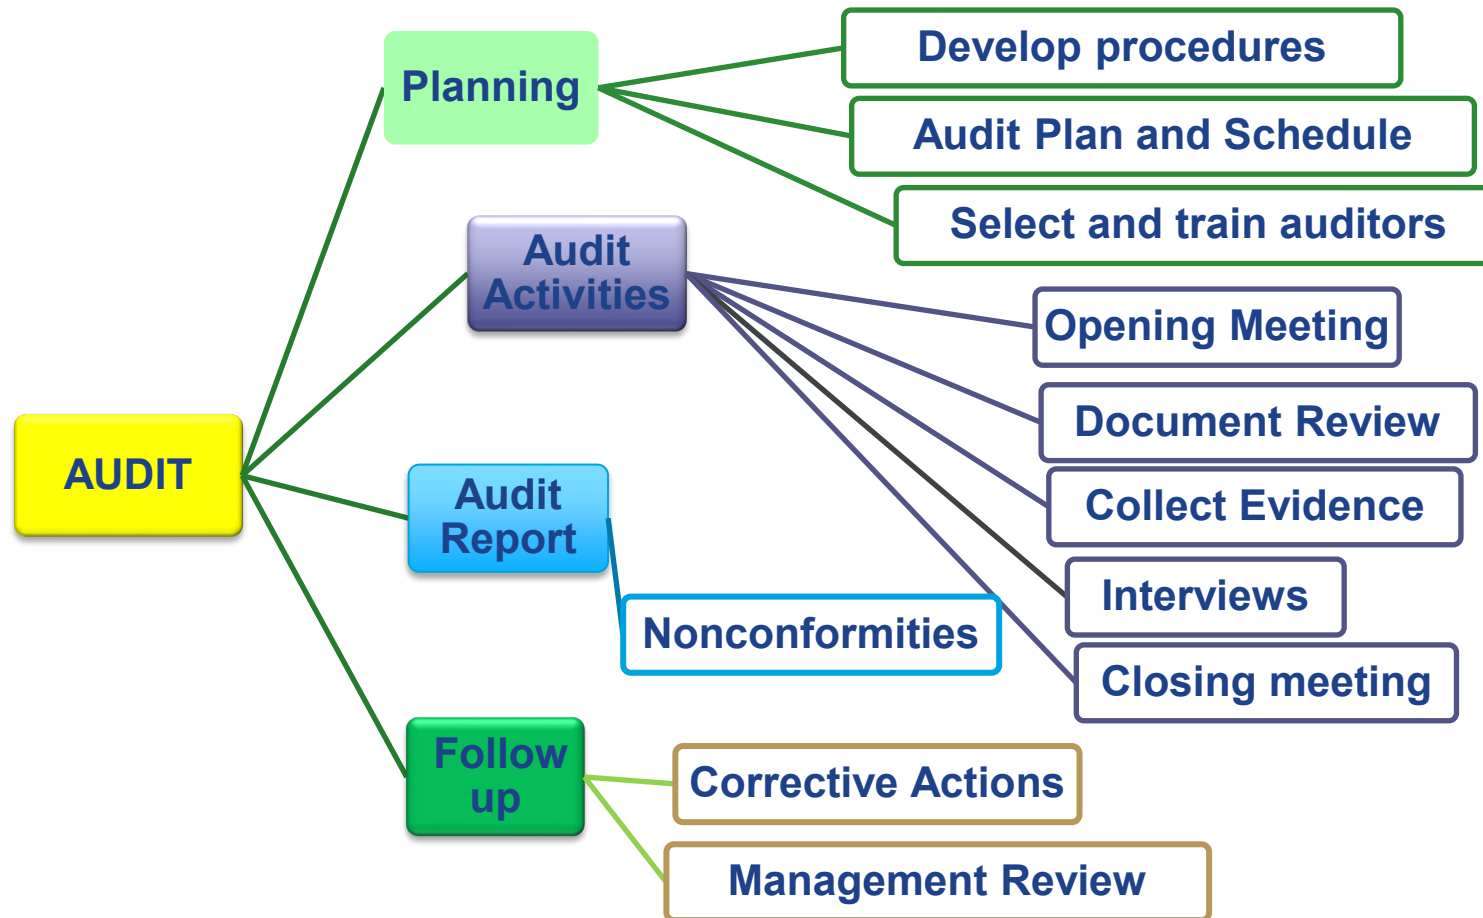 AUDIT
Planning
Develop procedures
Audit Plan and Schedule
Select and train auditors
Audit
Activities
Opening Meeting
Document Review
Collect Evidence
Interviews
Closing meeting
Audit
Report
Nonconformities
Follow
up
Corrective Actions
Management Review